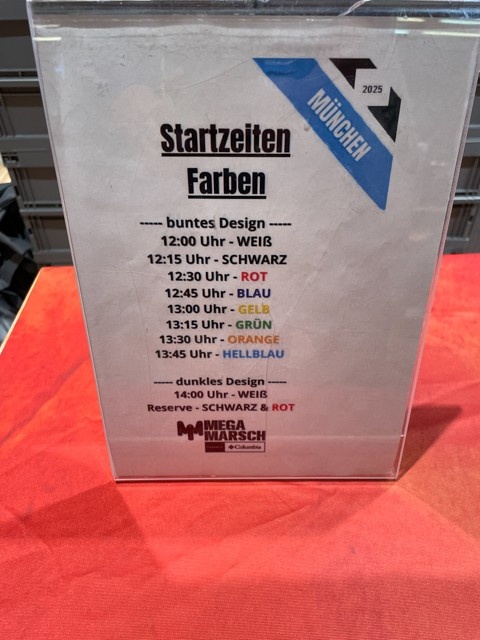 2025
MÜNCHEN
Startzeiten
Farben
----- buntes Design -----
12:00 Uhr - WEIß
12:15 Uhr - SCHWARZ
12:30 Uhr - ROT
12:45 Uhr - BLAU
13:00 Uhr - GELB
13:15 Uhr - GRÜN
13:30 Uhr - ORANGE
13:45 Uhr - HELLBLAU
----- dunkles Design -----
14:00 Uhr - WEIß
Reserve - SCHWARZ & ROT
MEGA
MARSCH
Columbia